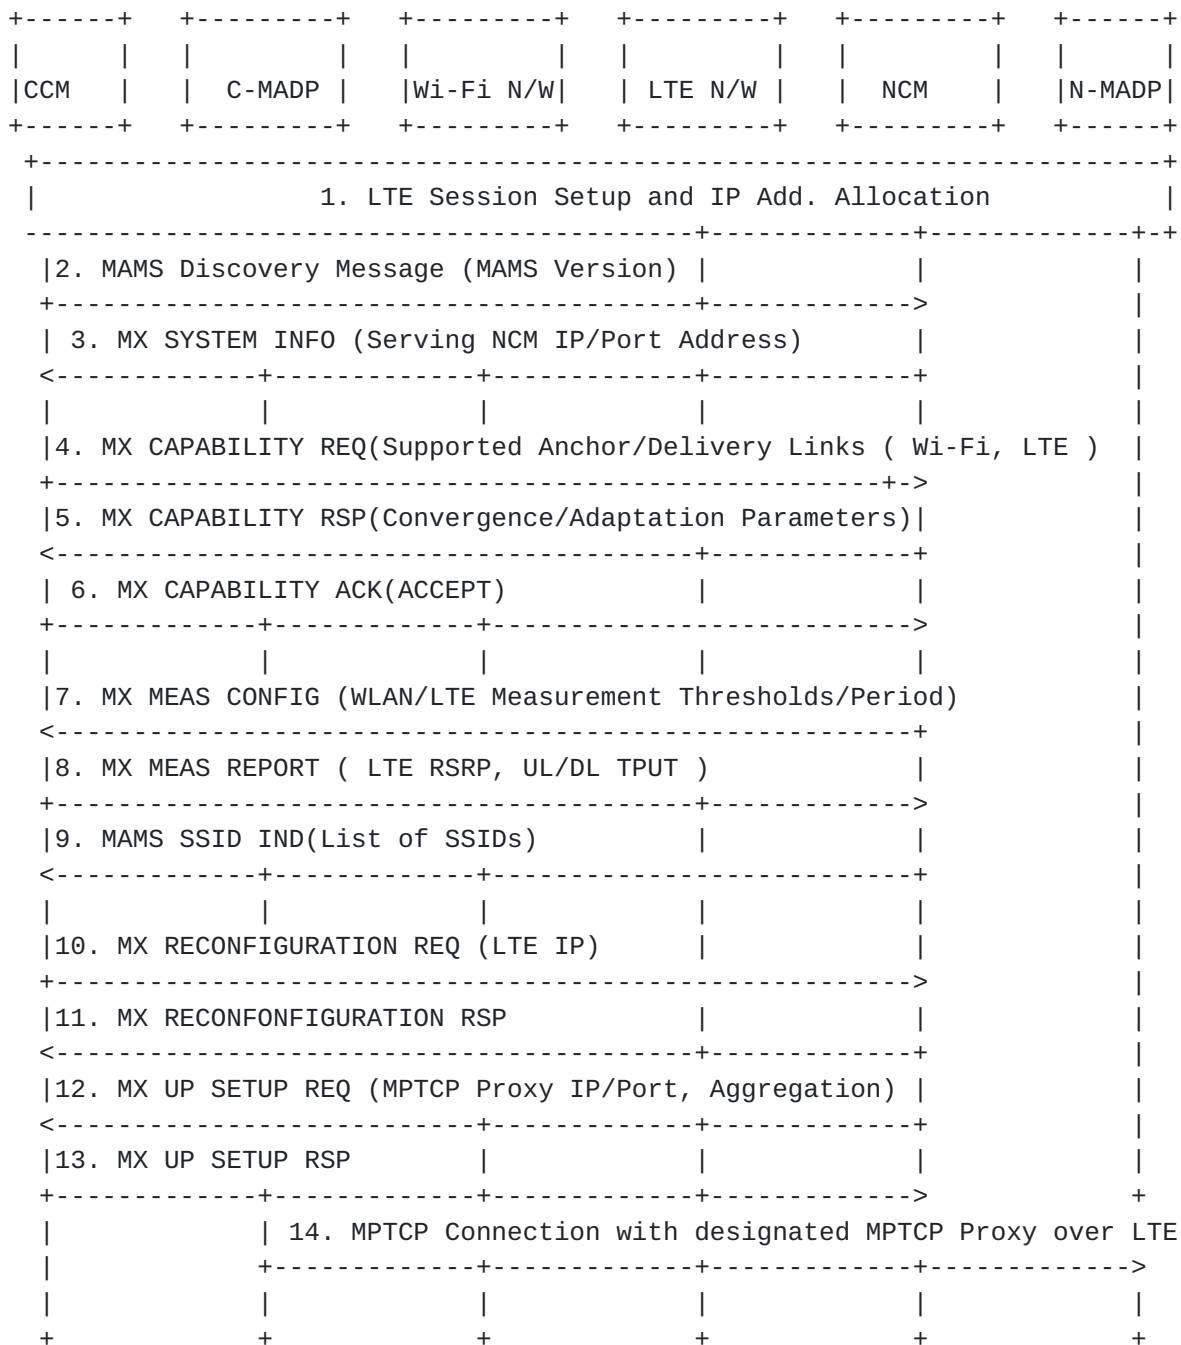 CCM C-MADP Wi-Fi N/W LTE N/W NCM N-MADP
1. LTE Session Setup and IP Add. Allocation
2. MAMS Discovery Message (MAMS Version)
3. MX SYSTEM INFO (Serving NCM IP/Port Address)
4. MX CAPABILITY REQ(Supported Anchor/Delivery Links ( Wi-Fi, LTE )
5. MX CAPABILITY RSP(Convergence/Adaptation Parameters)
6. MX CAPABILITY ACK(ACCEPT)
7. MX MEAS CONFIG (WLAN/LTE Measurement Thresholds/Period)
8. MX MEAS REPORT ( LTE RSRP, UL/DL TPUT )
9. MAMS SSID IND(List of SSIDs)
10. MX RECONFIGURATION REQ (LTE IP)
11. MX RECONFONFIGURATION RSP
12. MX UP SETUP REQ (MPTCP Proxy IP/Port, Aggregation)
13. MX UP SETUP RSP
14. MPTCP Connection with designated MPTCP Proxy over LTE